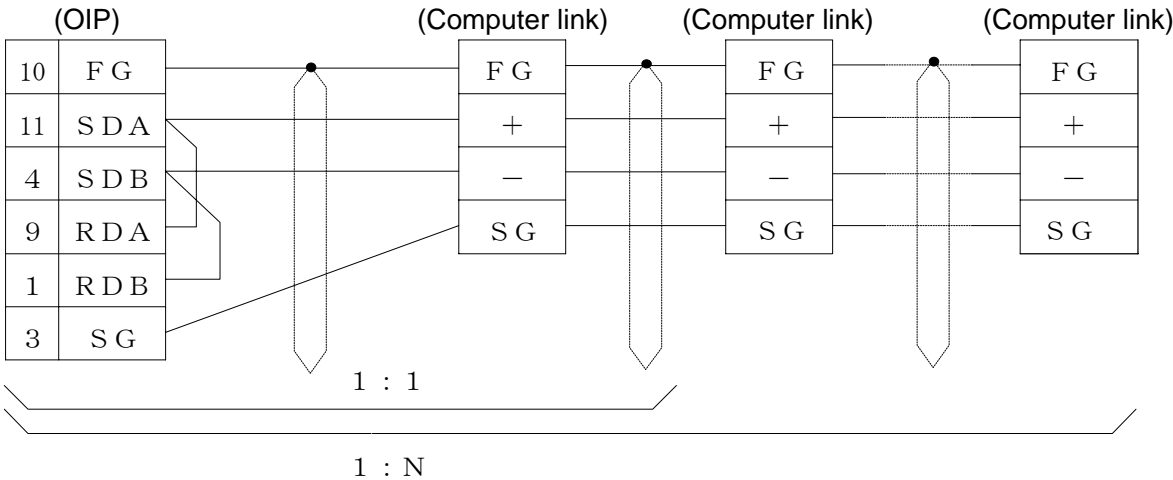 (OIP) (Computer link) (Computer link) (Computer link)
10 FG FG FG FG
11 SDA + + +
4 SDB − − −
9 RDA SG SG SG
1 RDB
3 SG
1 : 1
1 : N